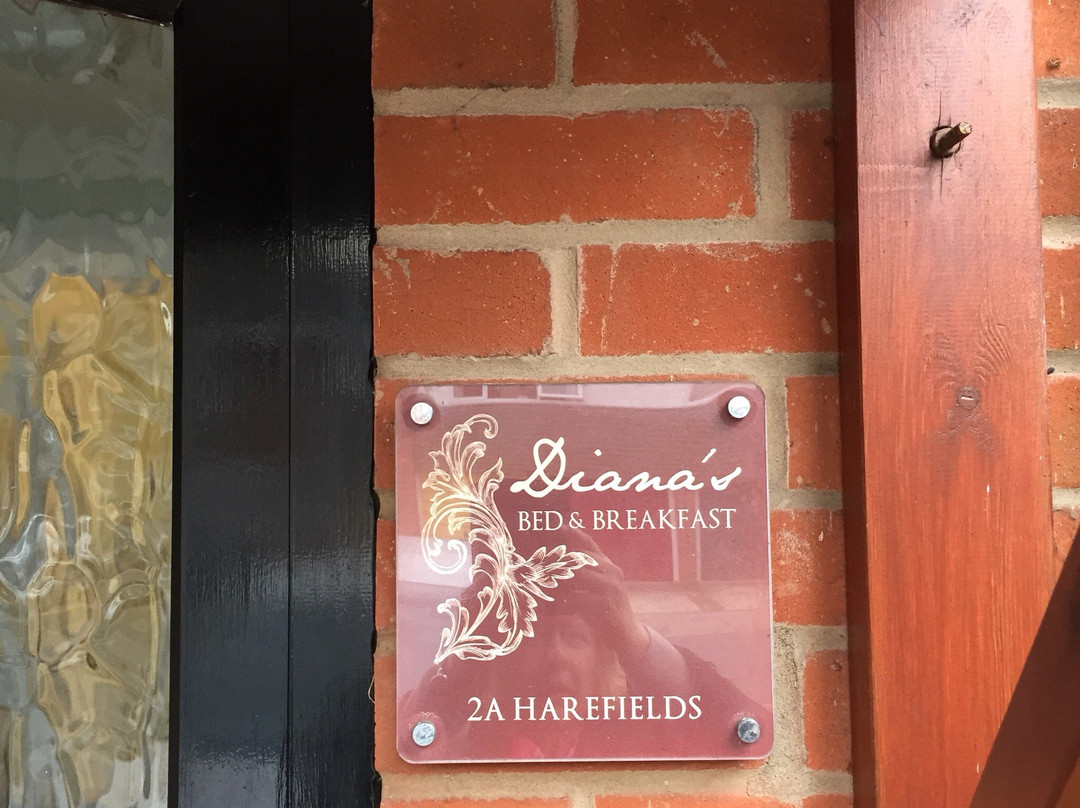 Diana's
BED & BREAKFAST
2A HAREFIELDS